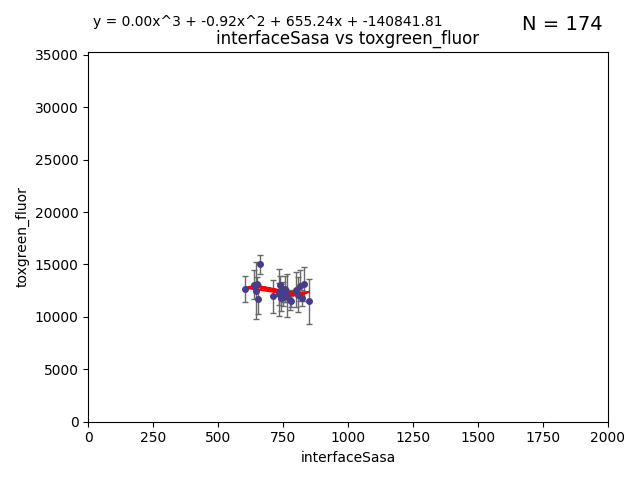 y = 0.00x^3 + -0.92x^2 + 655.24x + -140841.81
N = 174
interfaceSasa vs toxgreen_fluor
35000
30000
25000
20000
15000
10000
5000
0
toxgreen_fluor
0 250 500 750 1000 1250 1500 1750 2000
interfaceSasa